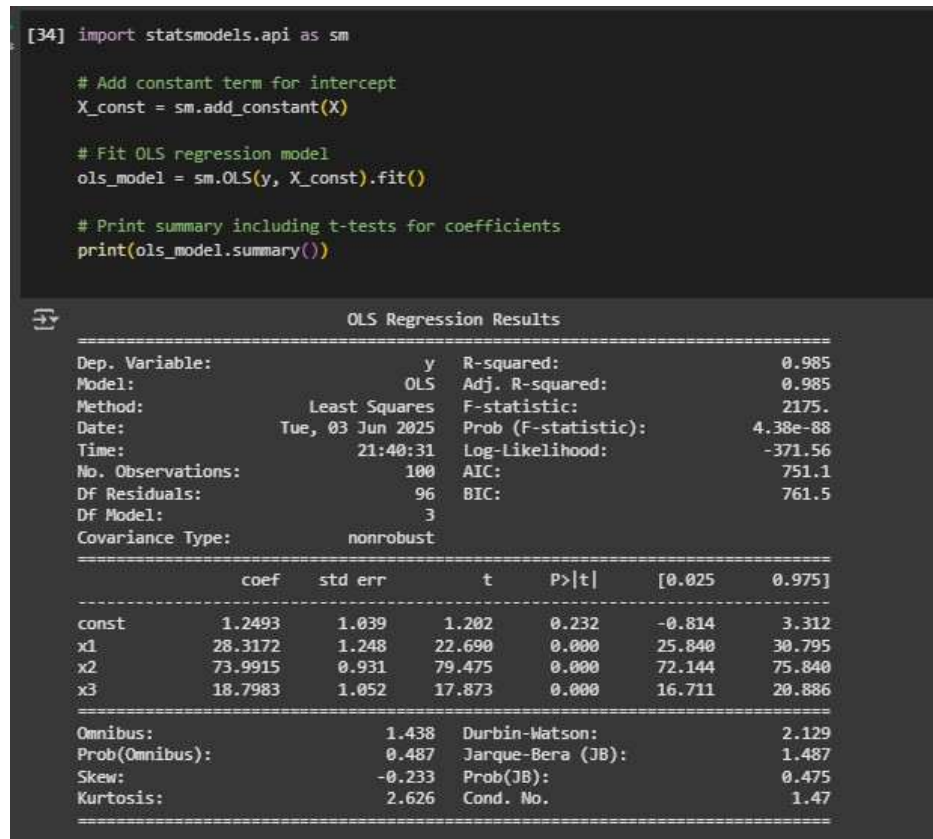 [34] import statsmodels.api as sm
# Add constant term for intercept
X_const = sm.add_constant(X)
# Fit OLS regression model
ols_model = sm.OLS(y, X_const).fit()
# Print summary including t-tests for coefficients
print(ols_model.summary())
OLS Regression Results
==============================================================================
Dep. Variable:                      y   R-squared:                       0.985
Model:                            OLS   Adj. R-squared:                  0.985
Method:                 Least Squares   F-statistic:                     2175.
Date:                Tue, 03 Jun 2025   Prob (F-statistic):           4.38e-88
Time:                        21:40:31   Log-Likelihood:                -371.56
No. Observations:                 100   AIC:                             751.1
Df Residuals:                      96   BIC:                             761.5
Df Model:                           3
Covariance Type:            nonrobust
==============================================================================
                 coef    std err          t      P>|t|      [0.025      0.975]
------------------------------------------------------------------------------
const          1.2493      1.039      1.202      0.232      -0.814       3.312
x1            28.3172      1.248     22.690      0.000      25.840      30.795
x2            73.9915      0.931     79.475      0.000      72.144      75.840
x3            18.7983      1.052     17.873      0.000      16.711      20.886
==============================================================================
Omnibus:                        1.438   Durbin-Watson:                   2.129
Prob(Omnibus):                  0.487   Jarque-Bera (JB):                1.487
Skew:                          -0.233   Prob(JB):                        0.475
Kurtosis:                       2.626   Cond. No.                         1.47
==============================================================================